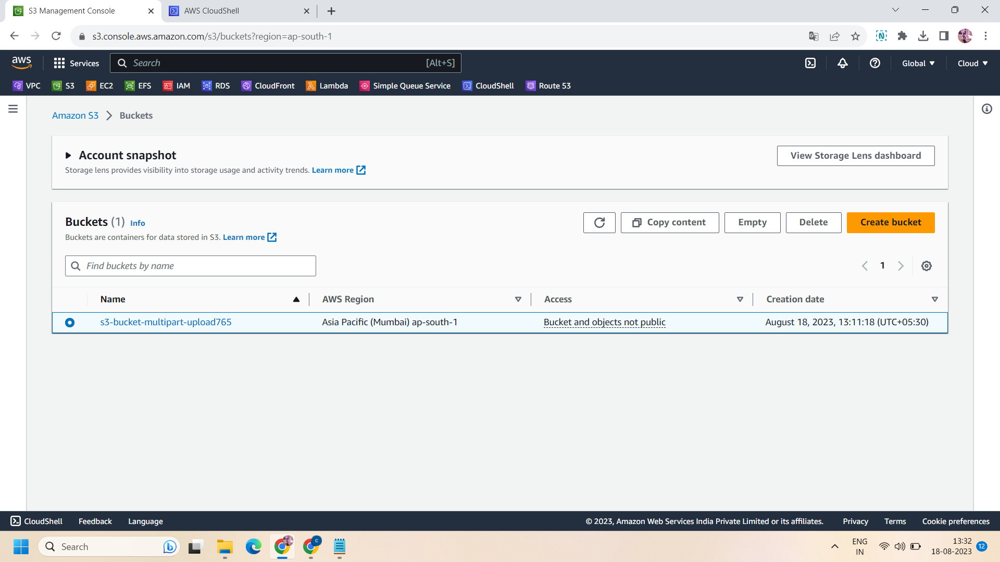 S3 Management Console
AWS CloudShell
s3.console.aws.amazon.com/s3/buckets?region=ap-south-1
aws
Services
Search
[Alt+S]
Global
Cloud
VPC
S3
EC2
EFS
IAM
RDS
CloudFront
Lambda
Simple Queue Service
CloudShell
Route 53
Amazon S3 Buckets
Account snapshot
Storage lens provides visibility into storage usage and activity trends. Learn more
View Storage Lens dashboard
Buckets (1) Info
Buckets are containers for data stored in S3. Learn more
Copy content
Empty
Delete
Create bucket
Find buckets by name
1
Name
AWS Region
Access
Creation date
s3-bucket-multipart-upload765
Asia Pacific (Mumbai) ap-south-1
Bucket and objects not public
August 18, 2023, 13:11:18 (UTC+05:30)
CloudShell
Feedback
Language
© 2023, Amazon Web Services India Private Limited or its affiliates.
Privacy
Terms
Cookie preferences
Search
C
ENG
IN
13:32
18-08-2023
12